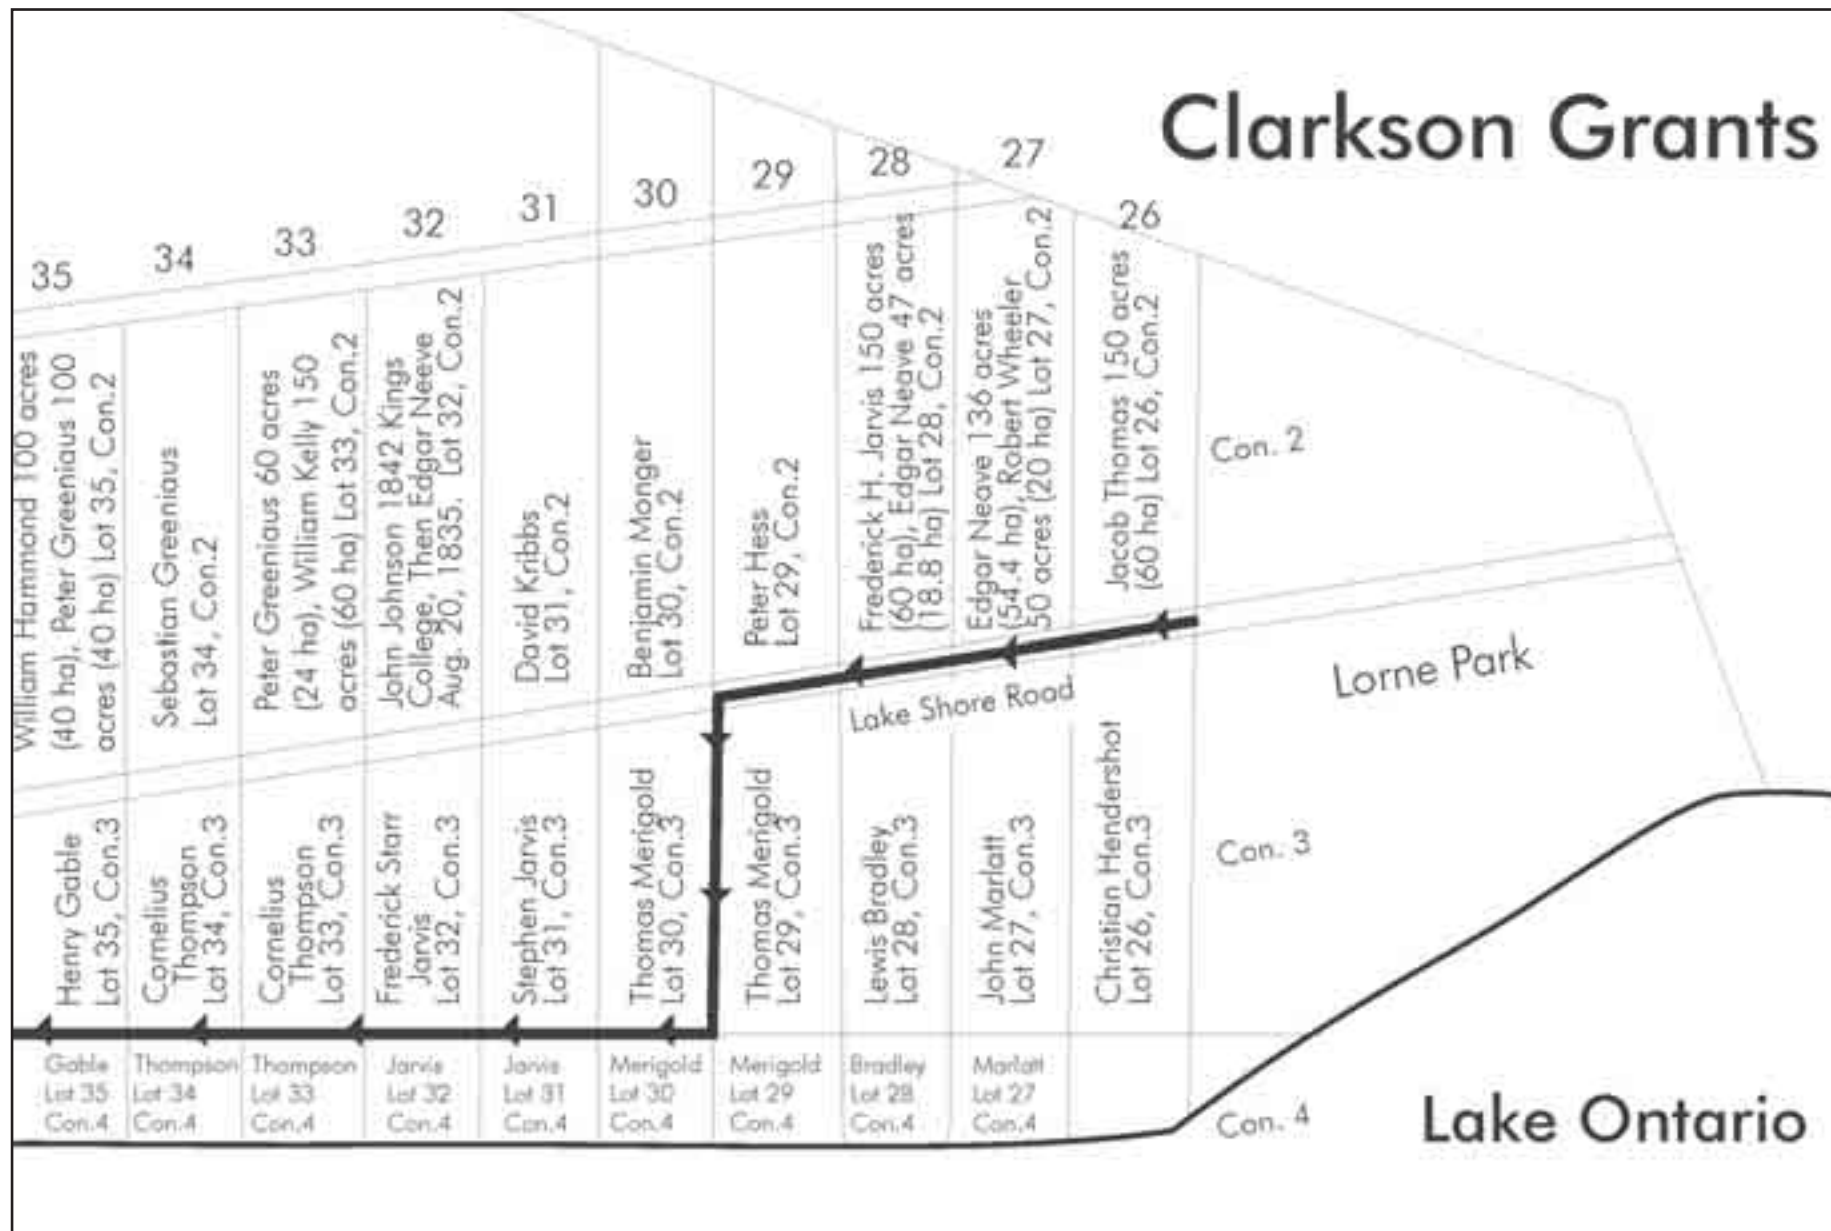 Clarkson Grants
35
34
33
32
31
30
29
28
27
26
William Hammond 100 acres
(40 ha), Peter Greeniaus 100
acres (40 ha) Lot 35, Con.2
Sebastian Greeniaus
Lot 34, Con.2
Peter Greeniaus 60 acres
(24 ha), William Kelly 150
acres (60 ha) Lot 33, Con.2
John Johnson 1842 Kings
College, Then Edgar Neeve
Aug. 20, 1835. Lot 32, Con.2
David Kribbs
Lot 31, Con.2
Benjamin Monger
Lot 30, Con.2
Peter Hess
Lot 29, Con.2
Frederick H. Jarvis 150 acres
(60 ha), Edgar Neave 47 acres
(18.8 ha) Lot 28, Con.2
Edgar Neave 136 acres
(54.4 ha), Robert Wheeler
50 acres (20 ha) Lot 27, Con.2
Jacob Thomas 150 acres
(60 ha) Lot 26, Con.2
Con. 2
Lake Shore Road
Lorne Park
Henry Gable
Lot 35, Con.3
Cornelius
Thompson
Lot 34, Con.3
Cornelius
Thompson
Lot 33, Con.3
Frederick Starr
Jarvis
Lot 32, Con.3
Stephen Jarvis
Lot 31, Con.3
Thomas Merigold
Lot 30, Con.3
Thomas Merigold
Lot 29, Con.3
Lewis Bradley
Lot 28, Con.3
John Marlatt
Lot 27, Con.3
Christian Hendershot
Lot 26, Con.3
Con. 3
Gable
Lot 35
Con.4
Thompson
Lot 34
Con.4
Thompson
Lot 33
Con.4
Jarvis
Lot 32
Con.4
Jarvis
Lot 31
Con.4
Merigold
Lot 30
Con.4
Merigold
Lot 29
Con.4
Bradley
Lot 28
Con.4
Marlatt
Lot 27
Con.4
Con. 4
Lake Ontario